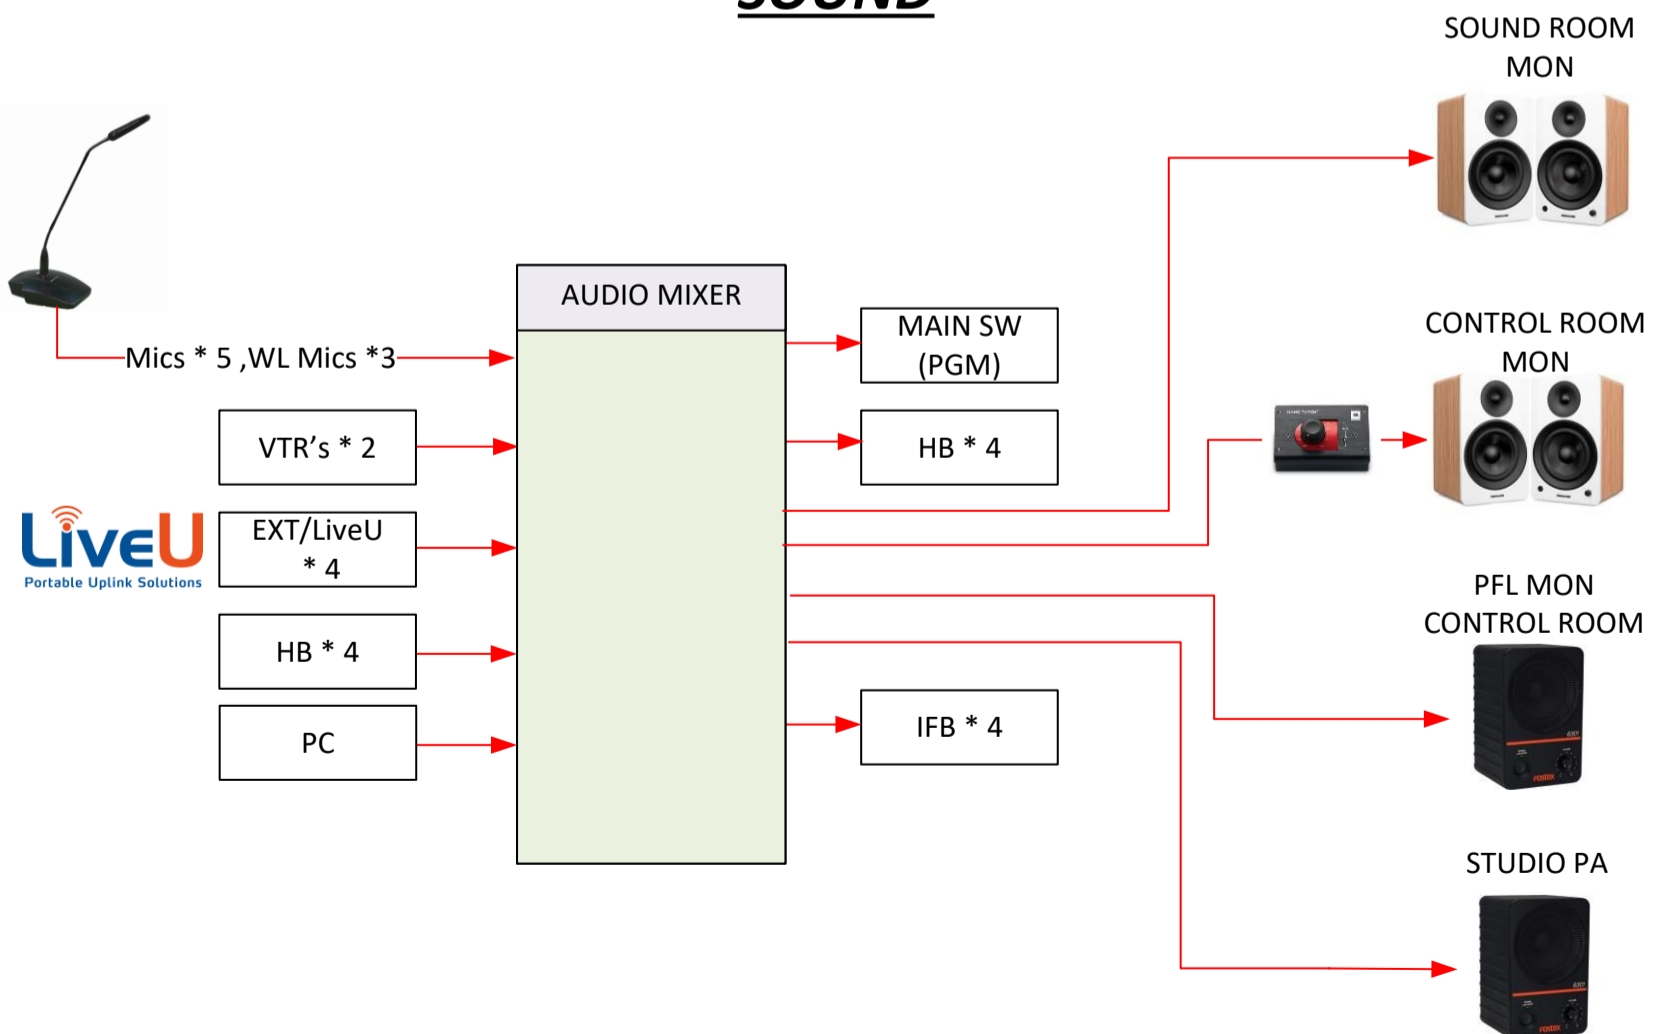 SOUND
SOUND ROOM
MON
AUDIO MIXER
MAIN SW
(PGM)
CONTROL ROOM
MON
Mics * 5 ,WL Mics *3
VTR's * 2
HB * 4
LiveU
Portable Uplink Solutions
EXT/LiveU
* 4
PFL MON
CONTROL ROOM
HB * 4
PC
IFB * 4
STUDIO PA